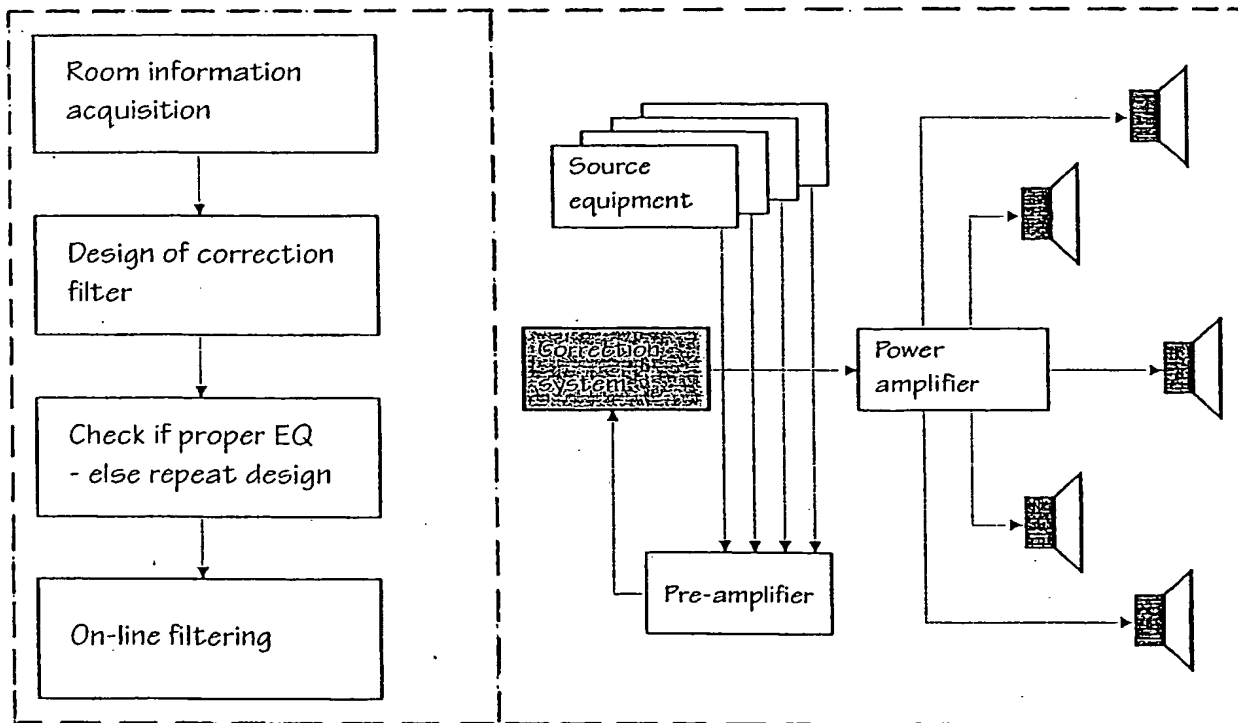 Room information
acquisition
Design of correction
filter
Check if proper EQ
- else repeat design
On-line filtering
Source
equipment
Correction
system
Pre-amplifier
Power
amplifier